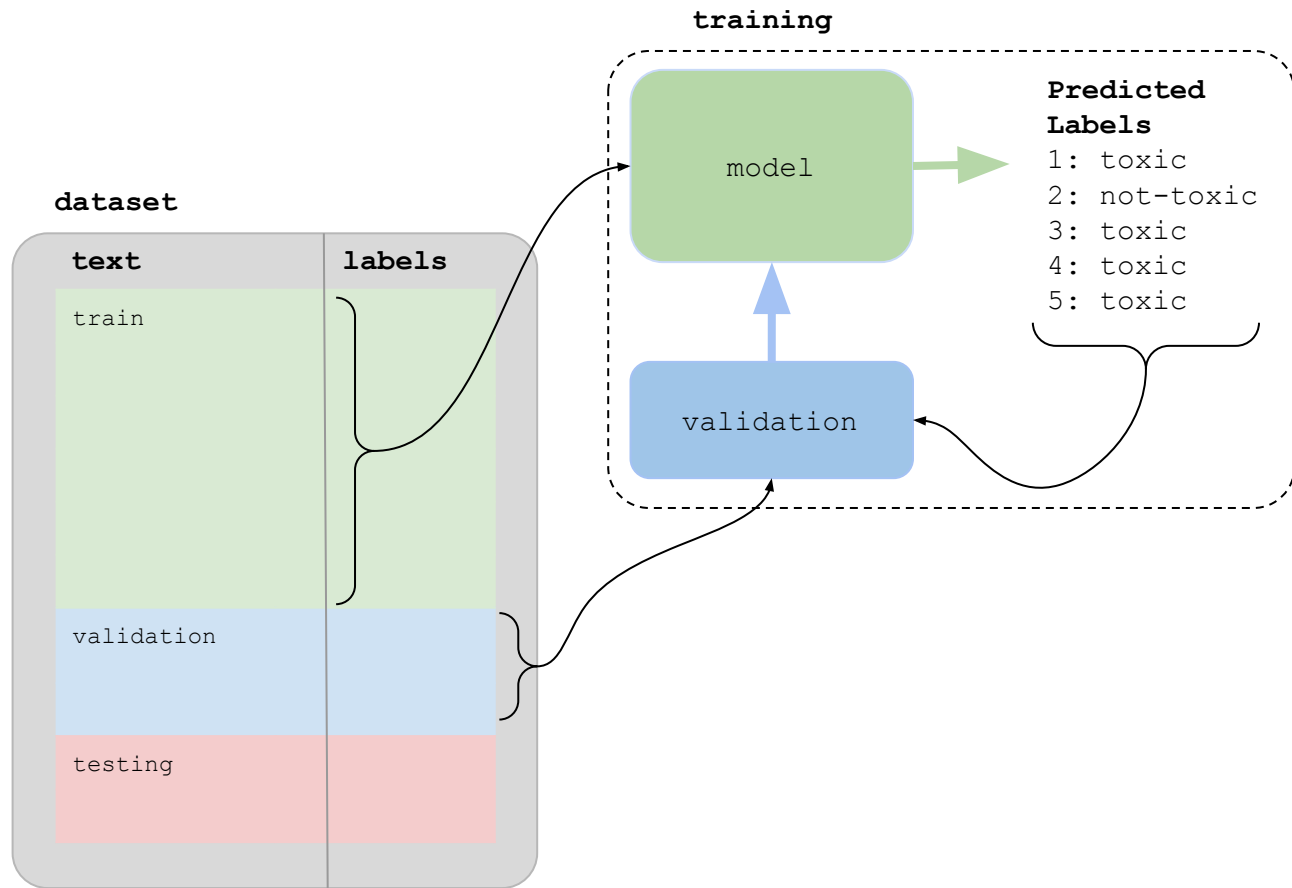 training
Predicted
Labels
1: toxic
2: not-toxic
3: toxic
4: toxic
5: toxic
model
validation
dataset
text labels
train
validation
testing